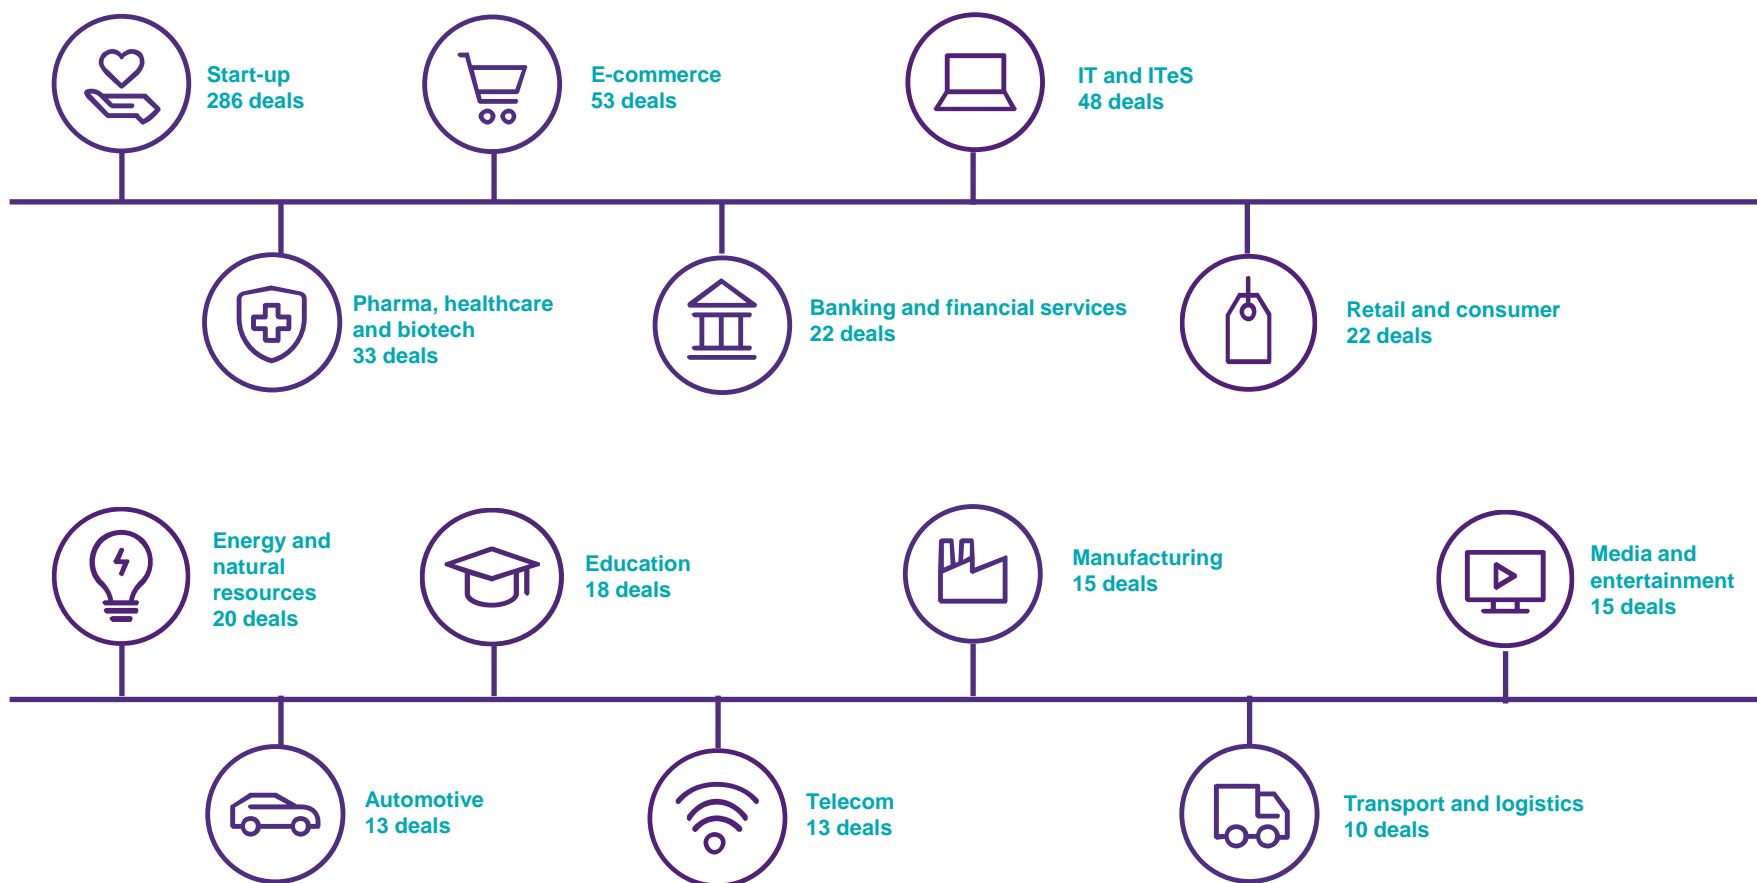 Start-up
286 deals
E-commerce
53 deals
IT and ITeS
48 deals
Pharma, healthcare
and biotech
33 deals
Banking and financial services
22 deals
Retail and consumer
22 deals
Energy and
natural
resources
20 deals
Education
18 deals
Manufacturing
15 deals
Media and
entertainment
15 deals
Automotive
13 deals
Telecom
13 deals
Transport and logistics
10 deals